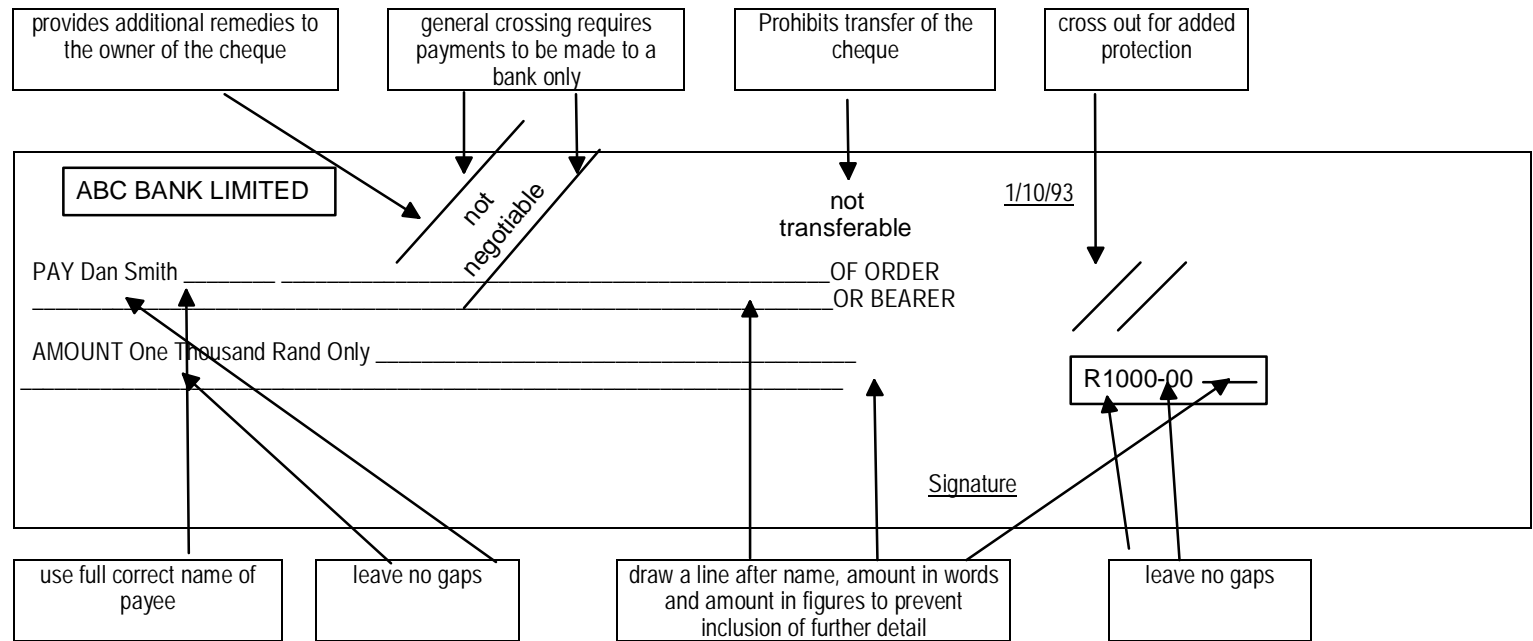 provides additional remedies to
the owner of the cheque
general crossing requires
payments to be made to a
bank only
Prohibits transfer of the
cheque
cross out for added
protection
ABC BANK LIMITED
not
negotiable
not
transferable
1/10/93
PAY Dan Smith ________ ________________________OF ORDER
________________________OR BEARER
AMOUNT One Thousand Rand Only ________________________
R1000-00
Signature
use full correct name of
payee
leave no gaps
draw a line after name, amount in words
and amount in figures to prevent
inclusion of further detail
leave no gaps